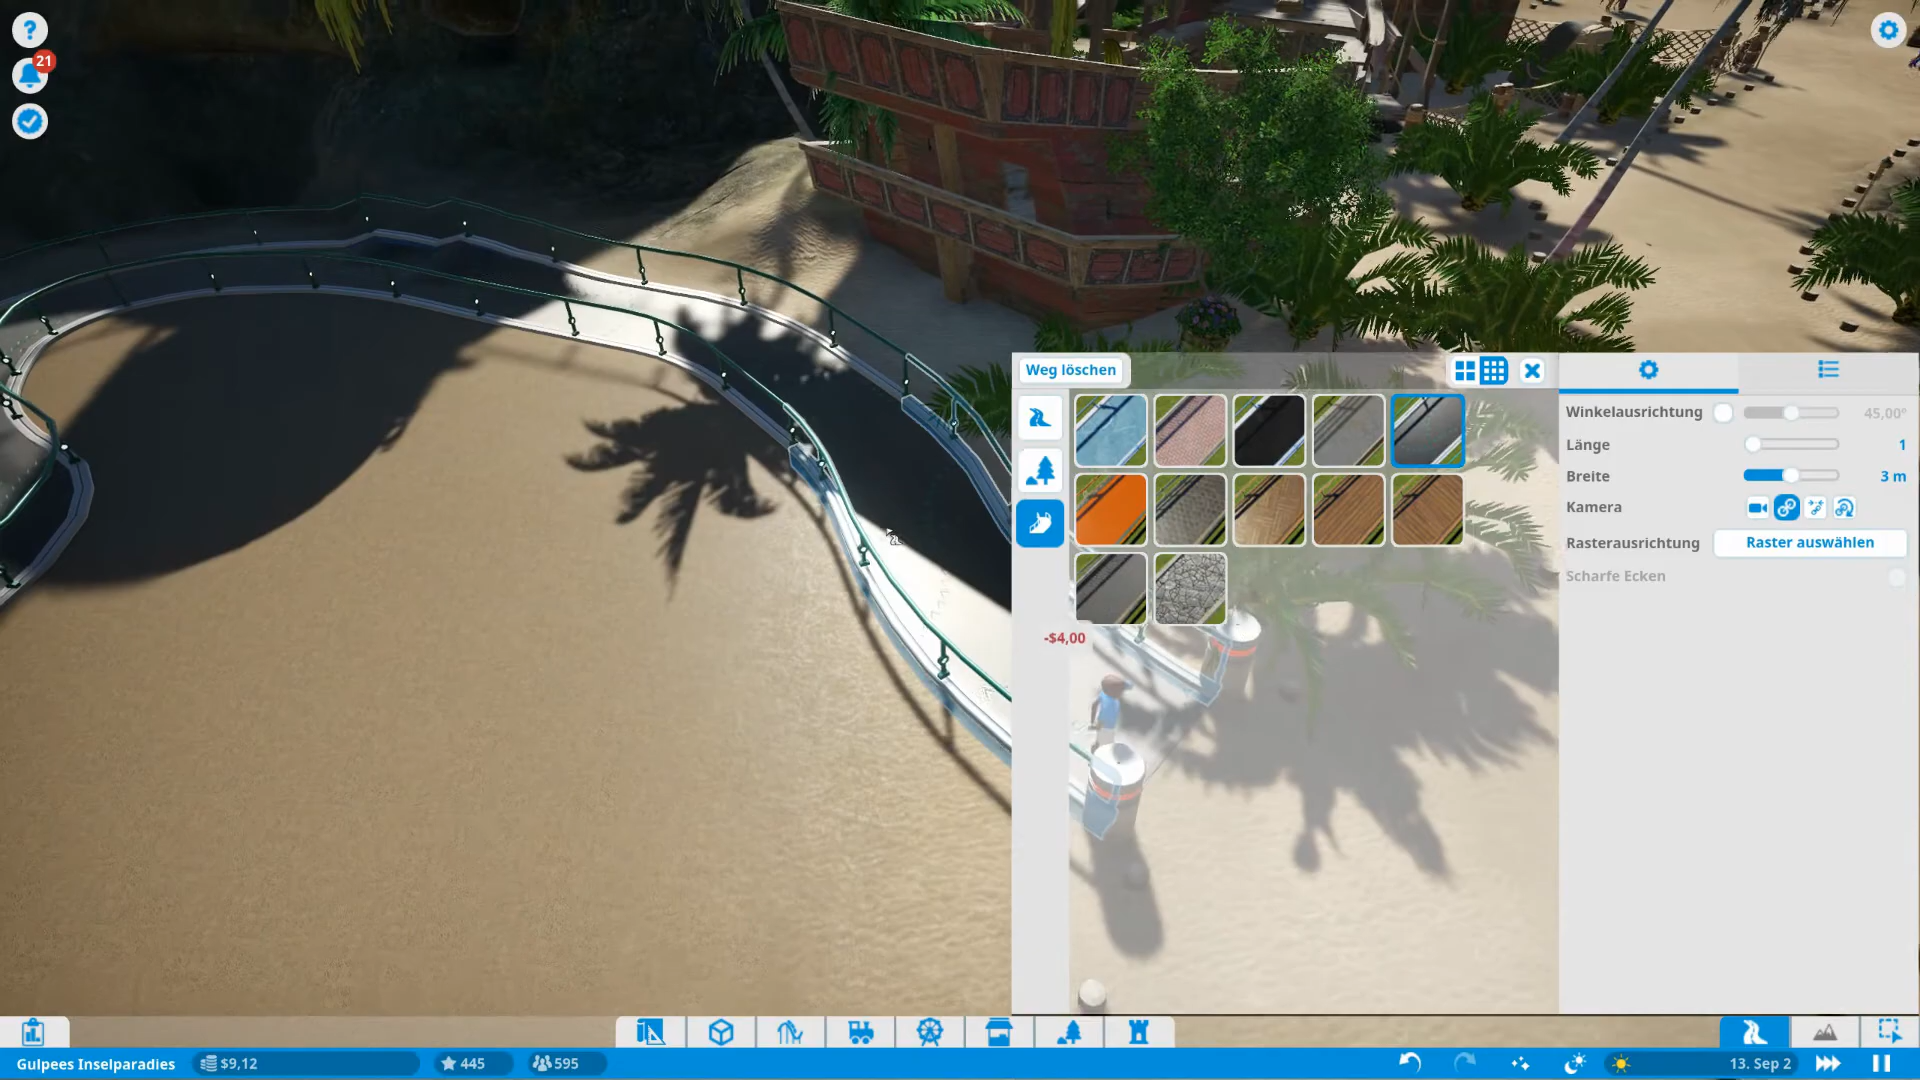 ?
21
Weg löschen
Winkelausrichtung 45,00°
Länge 1
Breite 3 m
Kamera
Rasterausrichtung Raster auswählen
Scharfe Ecken
-$4,00
Gulpees Inselparadies $9,12 445 595 13. Sep 2